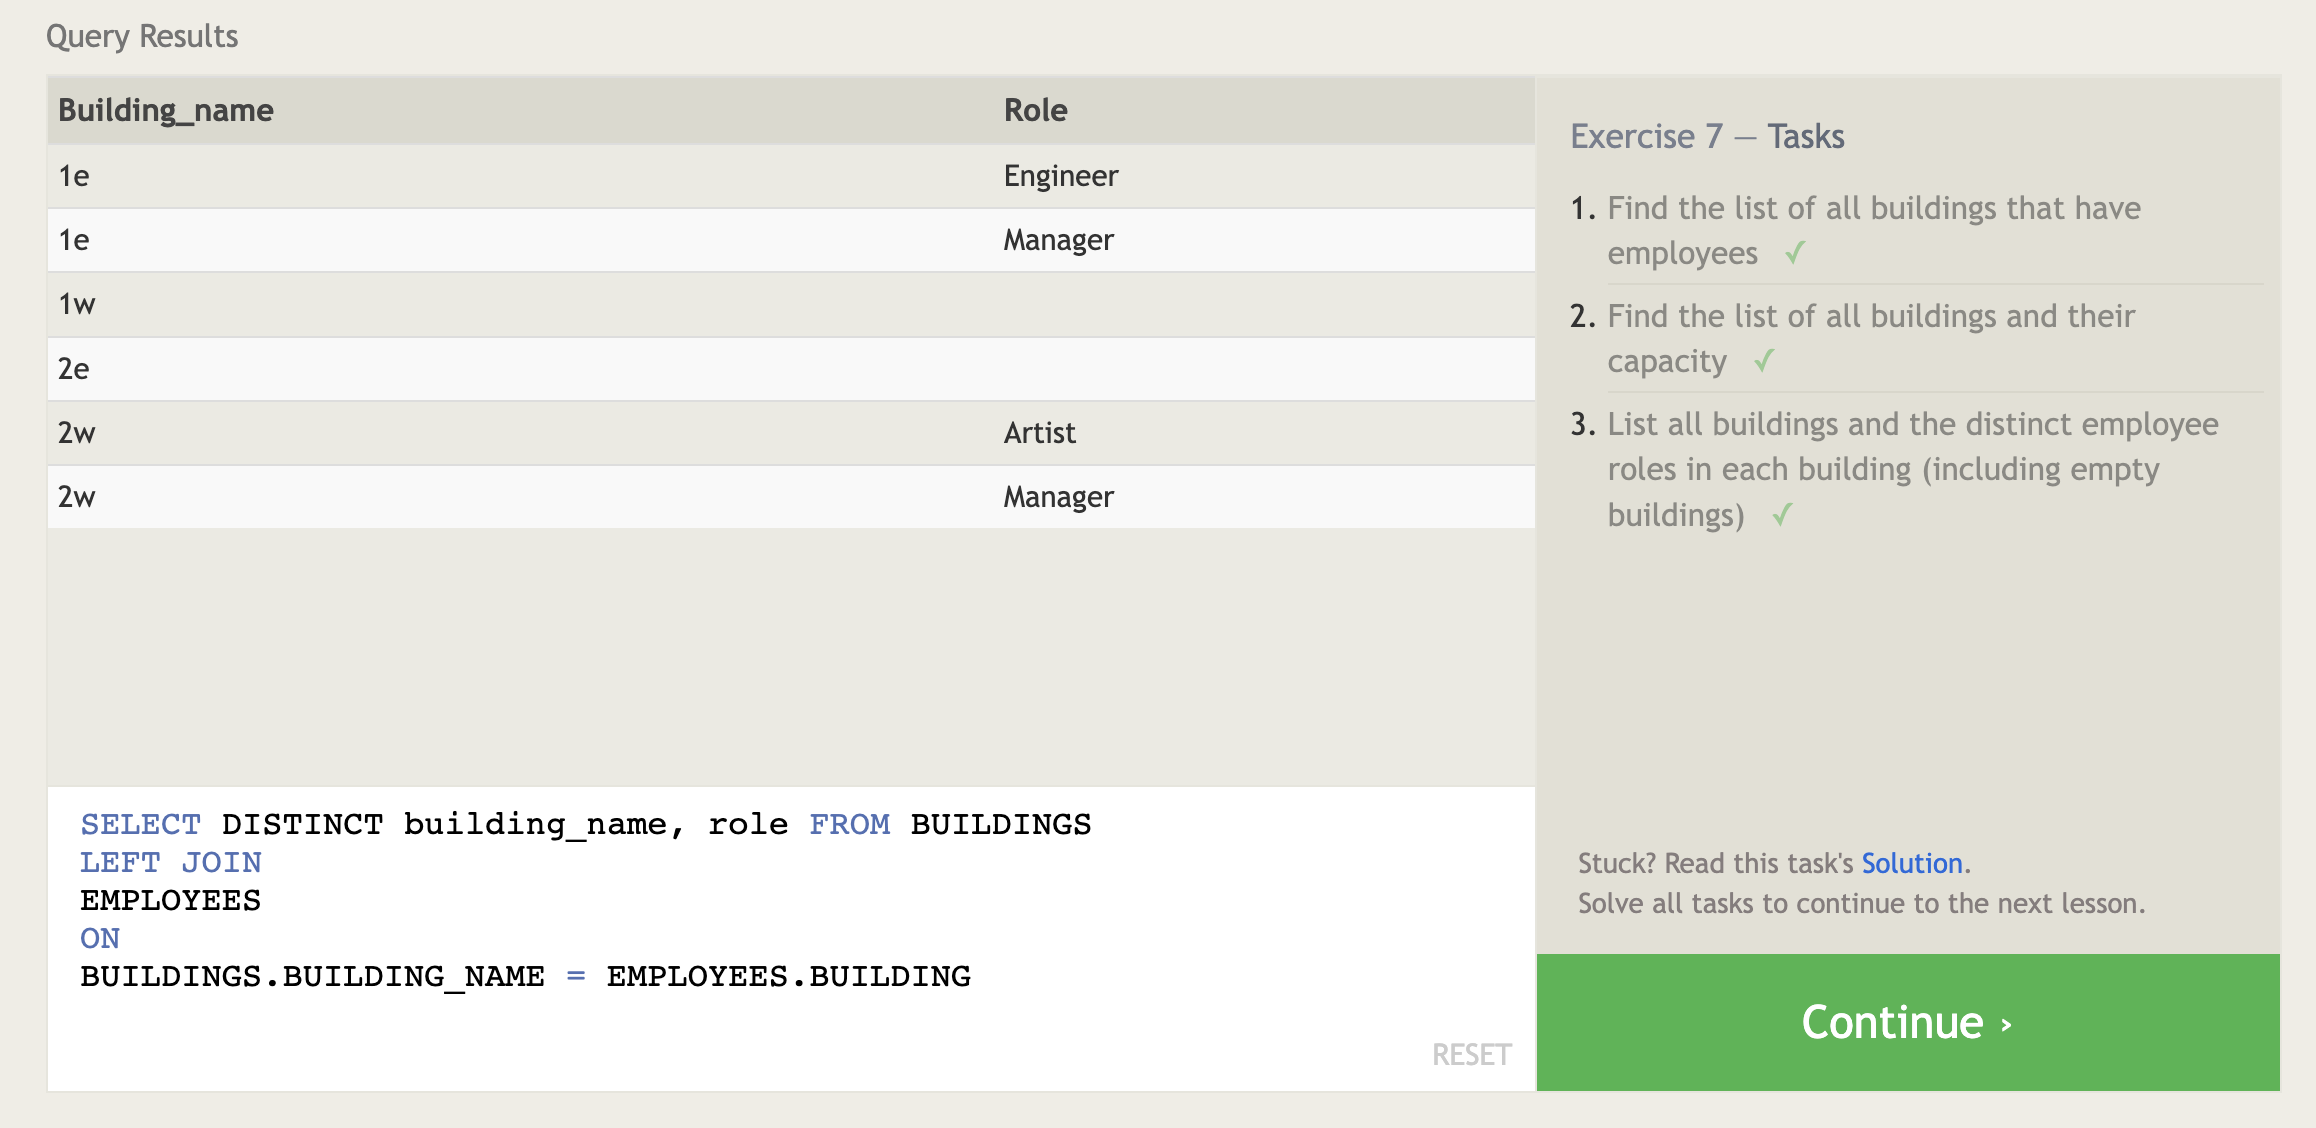 Query Results
Building_name Role
1e Engineer
1e Manager
1w
2e
2w Artist
2w Manager
SELECT DISTINCT building_name, role FROM BUILDINGS
LEFT JOIN
EMPLOYEES
ON
BUILDINGS.BUILDING_NAME = EMPLOYEES.BUILDING
RESET
Exercise 7 — Tasks
1. Find the list of all buildings that have
employees ✓
2. Find the list of all buildings and their
capacity ✓
3. List all buildings and the distinct employee
roles in each building (including empty
buildings) ✓
Stuck? Read this task's Solution.
Solve all tasks to continue to the next lesson.
Continue ›